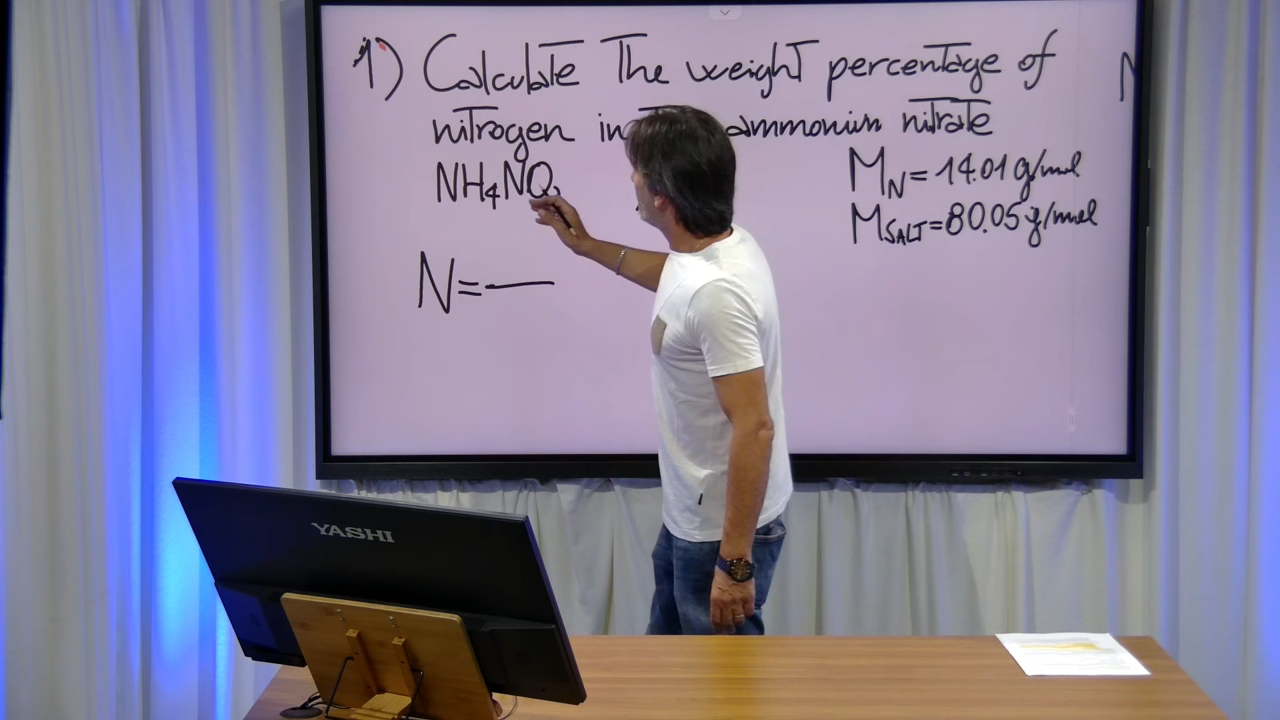 1) Calculate The weight percentage of
nitrogen in ammonium nitrate
NH4NO
MN = 14.01 g/mol
MSALT = 80.05 g/mol
N =
YASHI